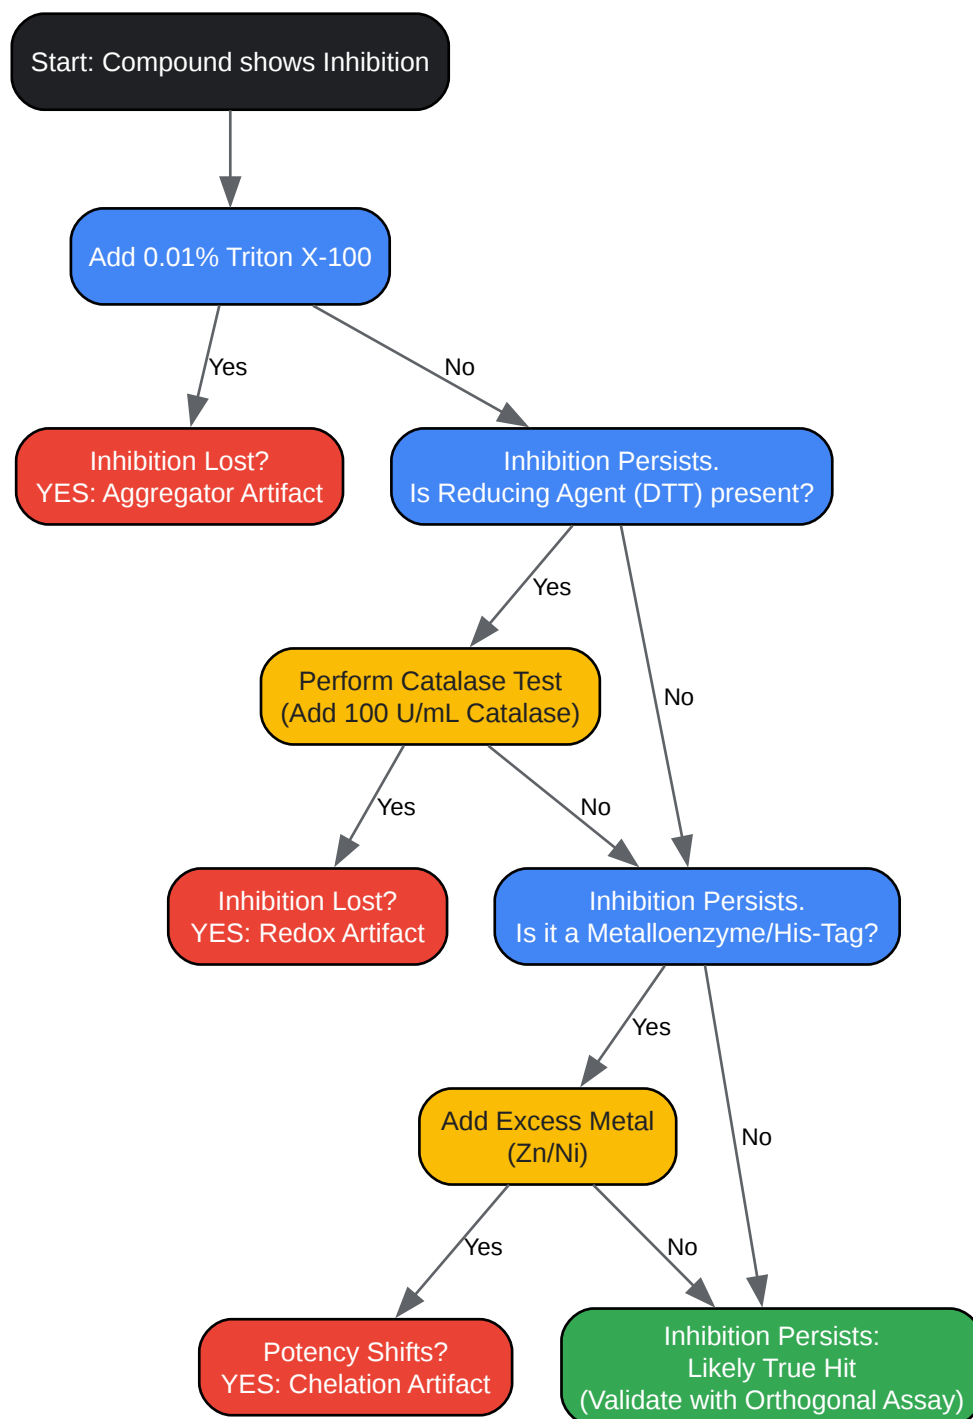 Start: Compound shows Inhibition
Add 0.01% Triton X-100
Yes
No
Inhibition Lost?
YES: Aggregator Artifact
Inhibition Persists.
Is Reducing Agent (DTT) present?
Yes
No
Perform Catalase Test
(Add 100 U/mL Catalase)
Yes
No
Inhibition Lost?
YES: Redox Artifact
Inhibition Persists.
Is it a Metalloenzyme/His-Tag?
Yes
No
Add Excess Metal
(Zn/Ni)
Yes
No
Potency Shifts?
YES: Chelation Artifact
Inhibition Persists:
Likely True Hit
(Validate with Orthogonal Assay)